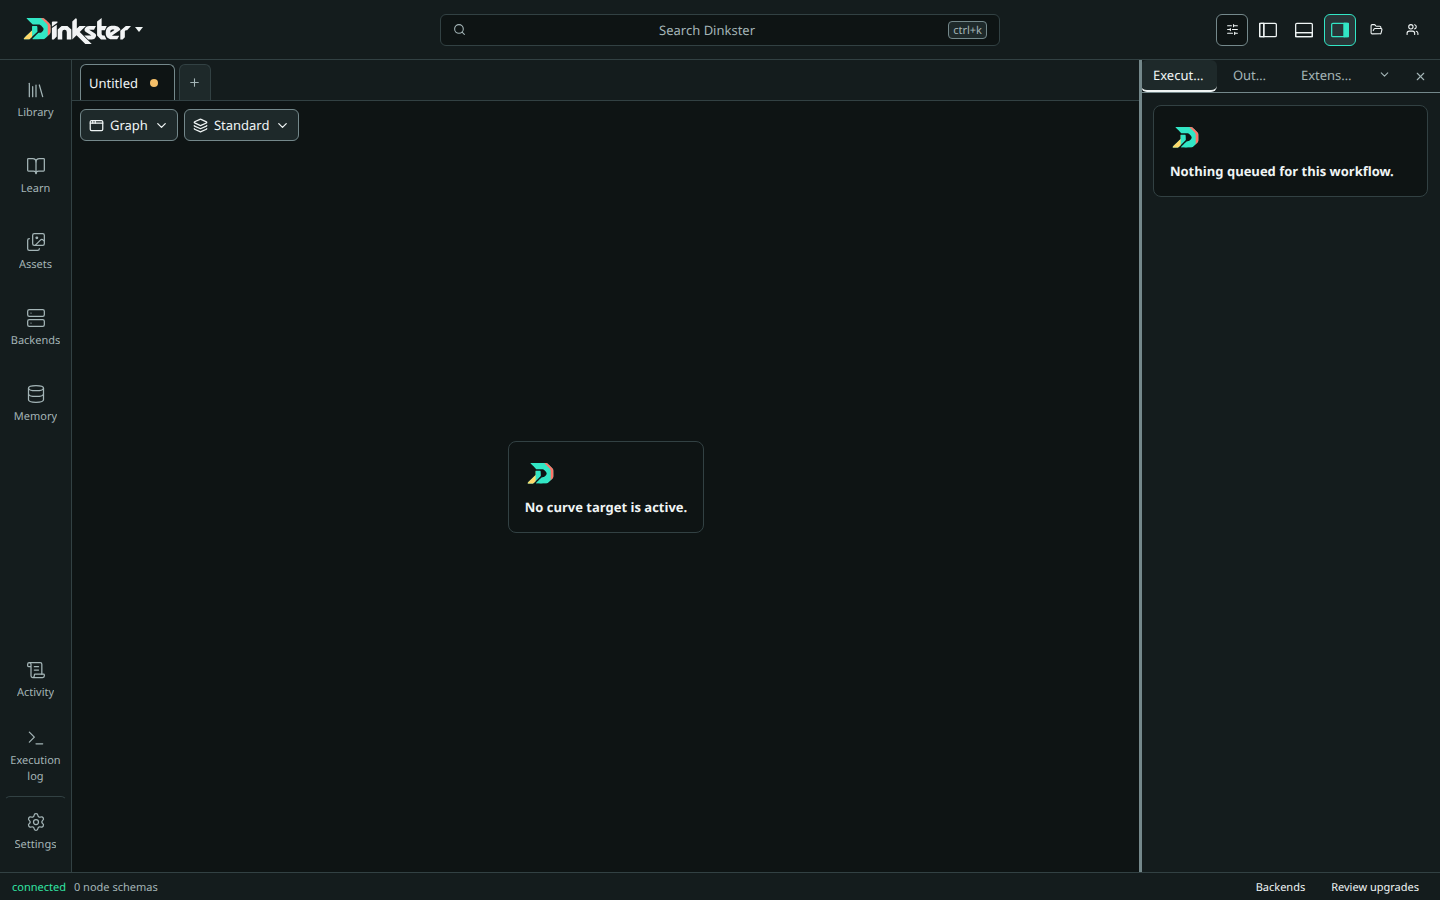 Dinkster
Search Dinkster
ctrl+k
Library
Learn
Assets
Backends
Memory
Activity
Execution
log
Settings
Untitled
+
Graph
Standard
No curve target is active.
Execut...
Out...
Extens...
Nothing queued for this workflow.
connected
0 node schemas
Backends
Review upgrades